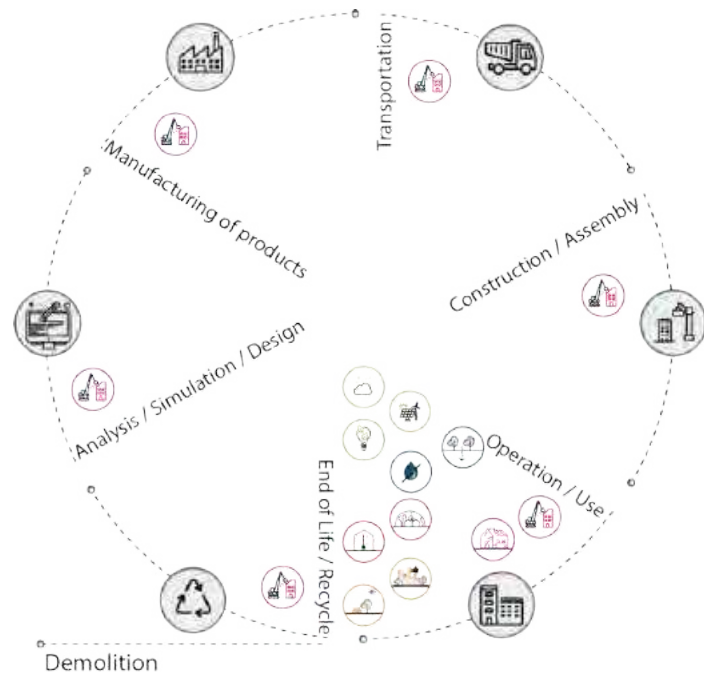 Transportation
Manufacturing of products
Construction / Assembly
Analysis / Simulation / Design
Operation / Use
End of Life / Recycle
Demolition